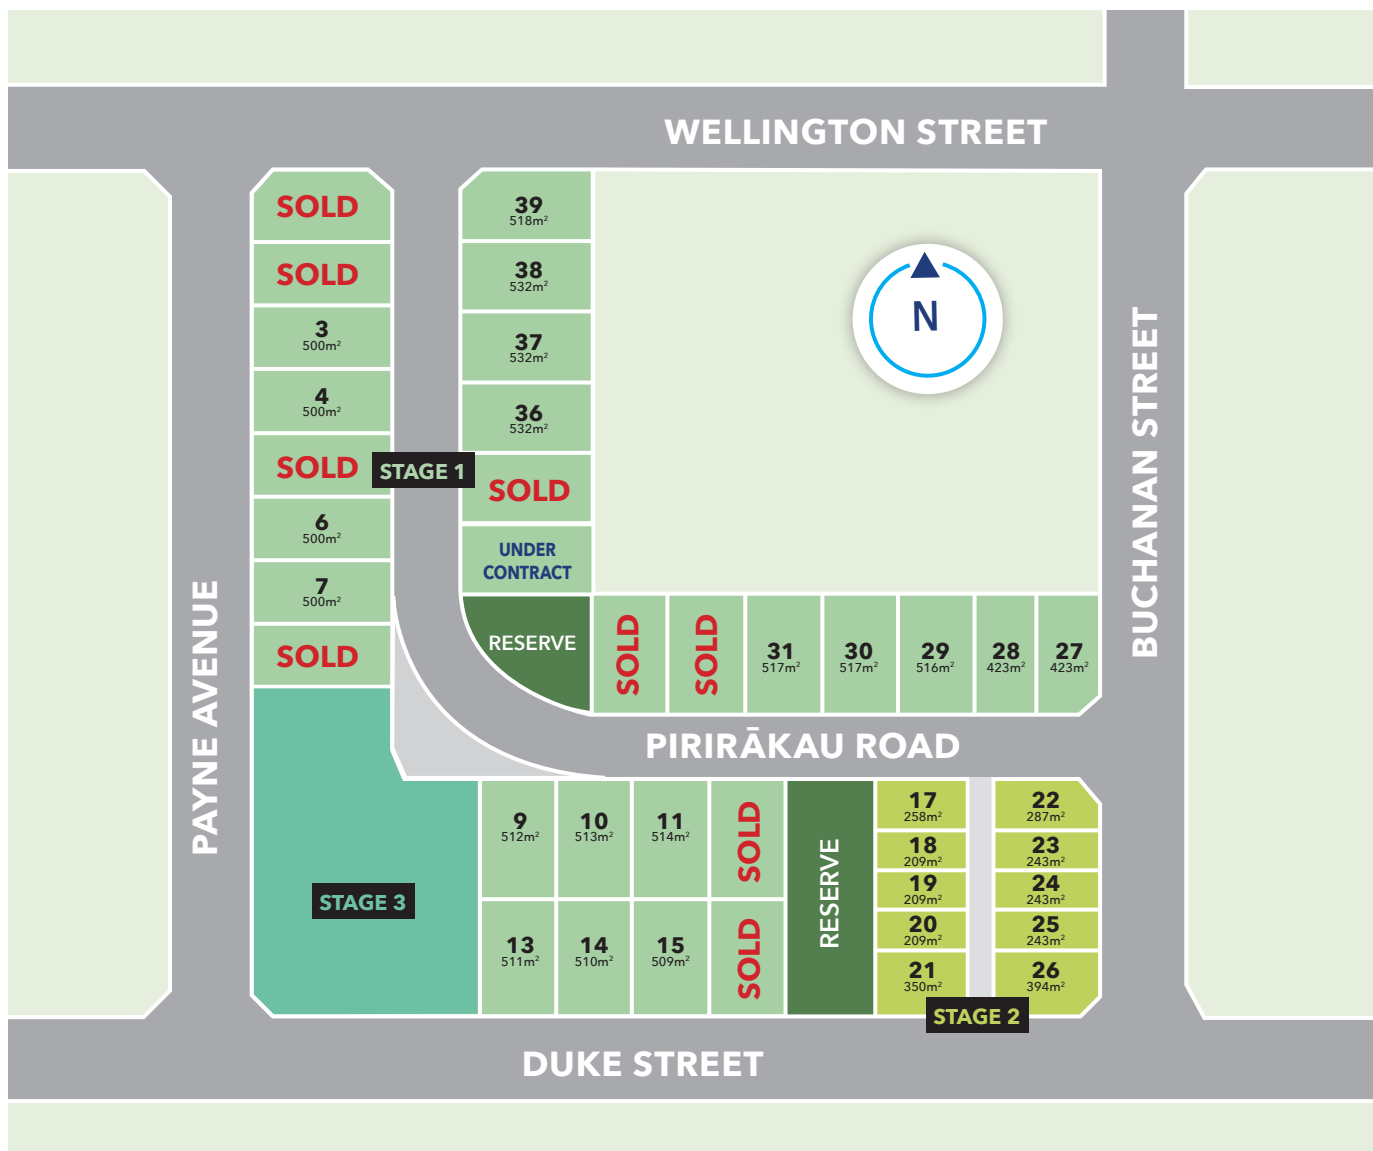 WELLINGTON STREET
SOLD
SOLD
3
500m²
4
500m²
SOLD
6
500m²
7
500m²
SOLD
STAGE 1
39
518m²
38
532m²
37
532m²
36
532m²
SOLD
UNDER
CONTRACT
RESERVE
N
BUCHANAN STREET
PAYNE AVENUE
SOLD
SOLD
31
517m²
30
517m²
29
516m²
28
423m²
27
423m²
PIRIRĀKAU ROAD
STAGE 3
9
512m²
10
513m²
11
514m²
SOLD
13
511m²
14
510m²
15
509m²
SOLD
RESERVE
17
258m²
18
209m²
19
209m²
20
209m²
21
350m²
22
287m²
23
243m²
24
243m²
25
243m²
26
394m²
STAGE 2
DUKE STREET